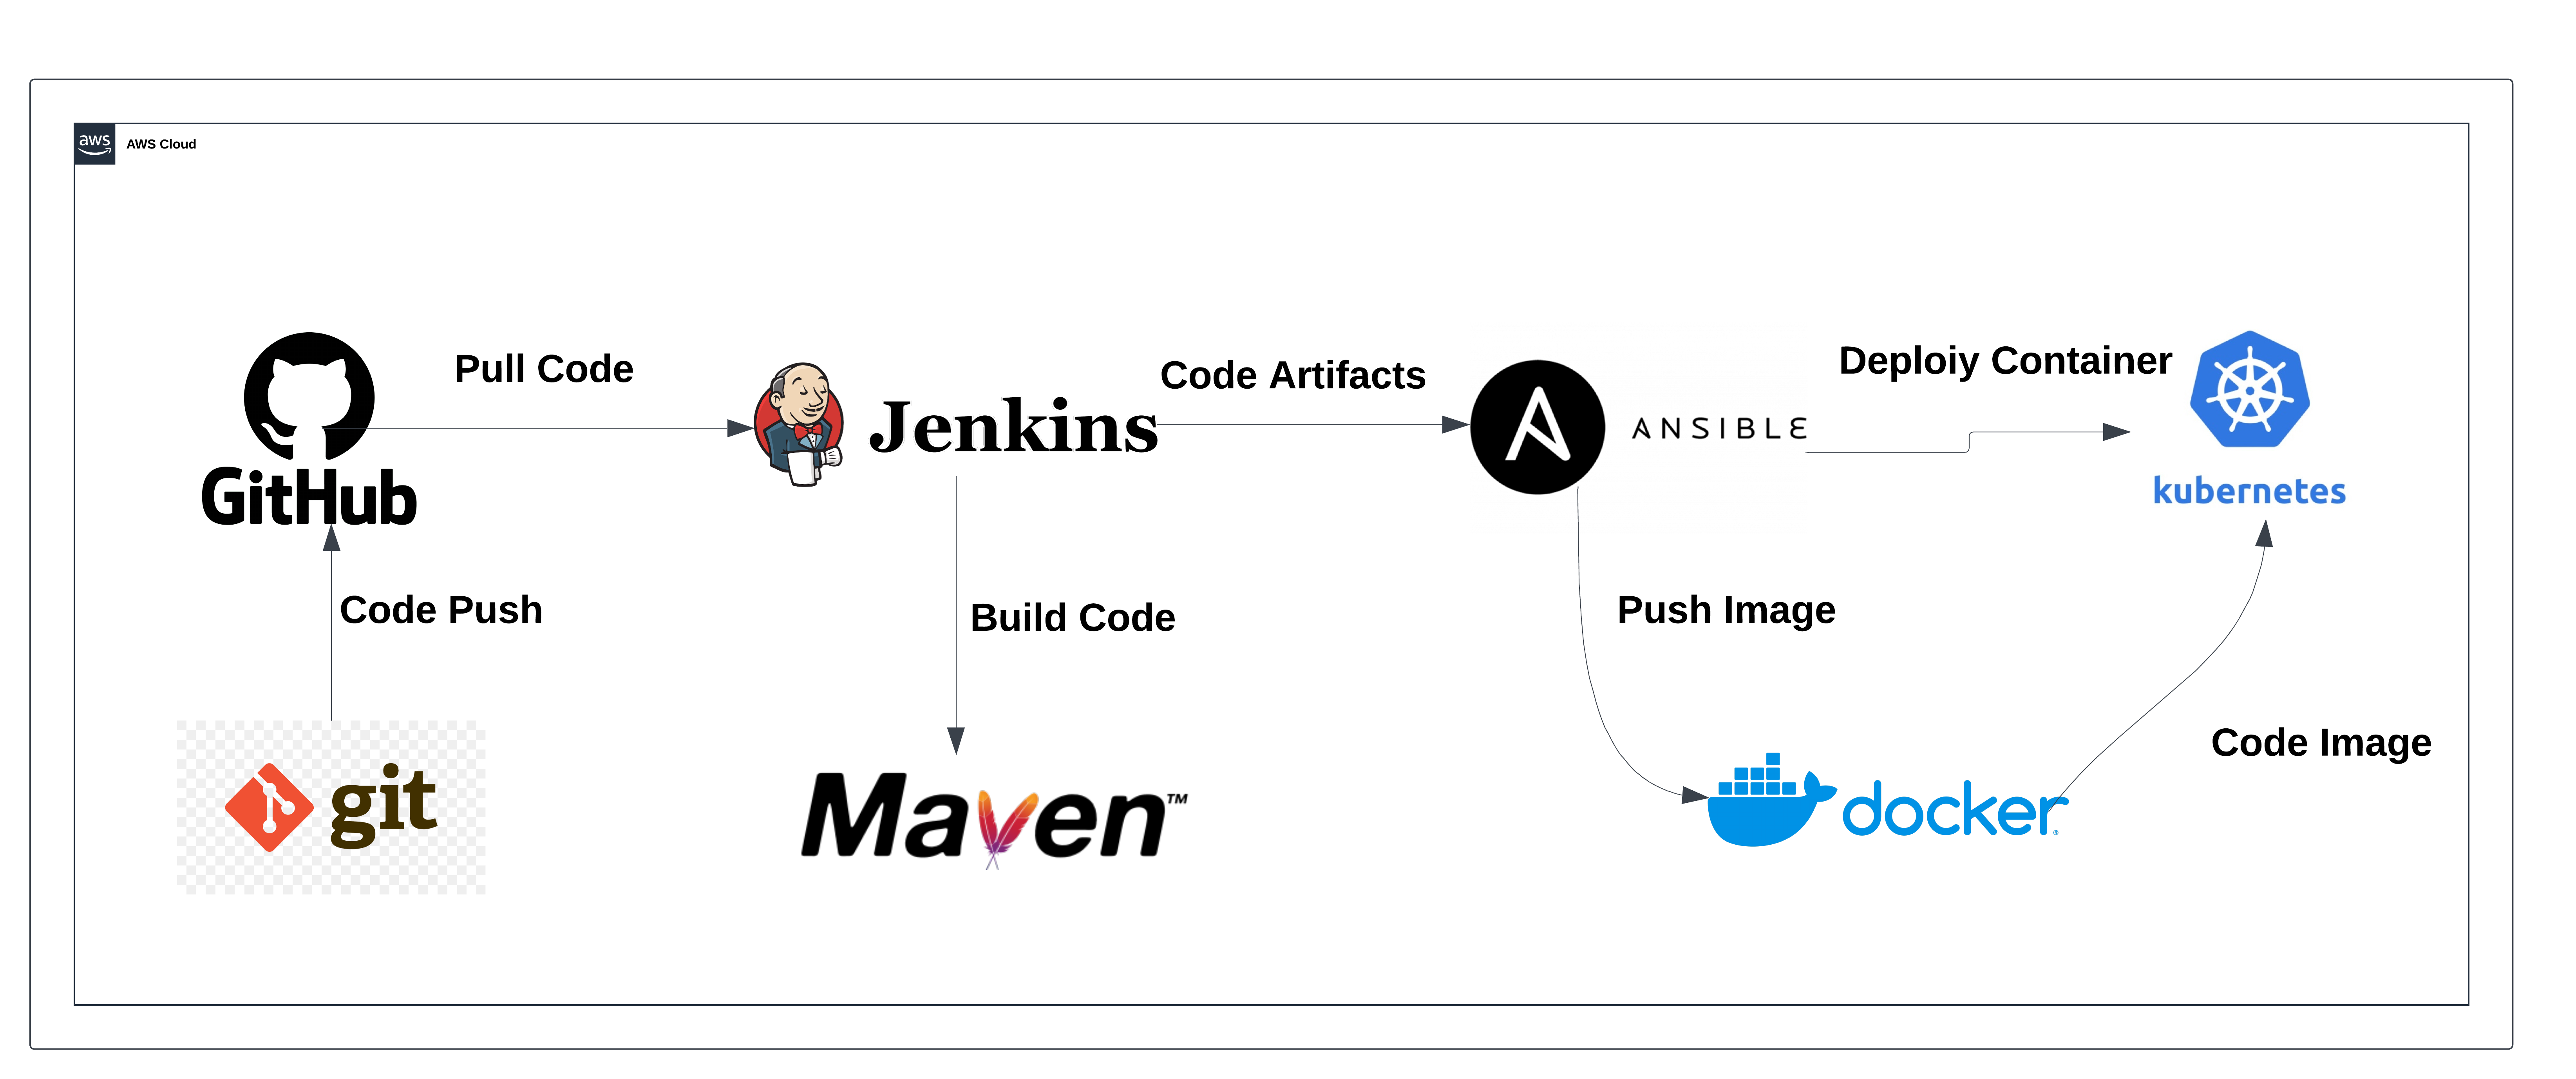 aws
AWS Cloud
Pull Code
Code Artifacts
Deploiy Container
GitHub
Jenkins
ANSIBLE
kubernetes
Code Push
Build Code
Push Image
Code Image
git
Maven™
docker